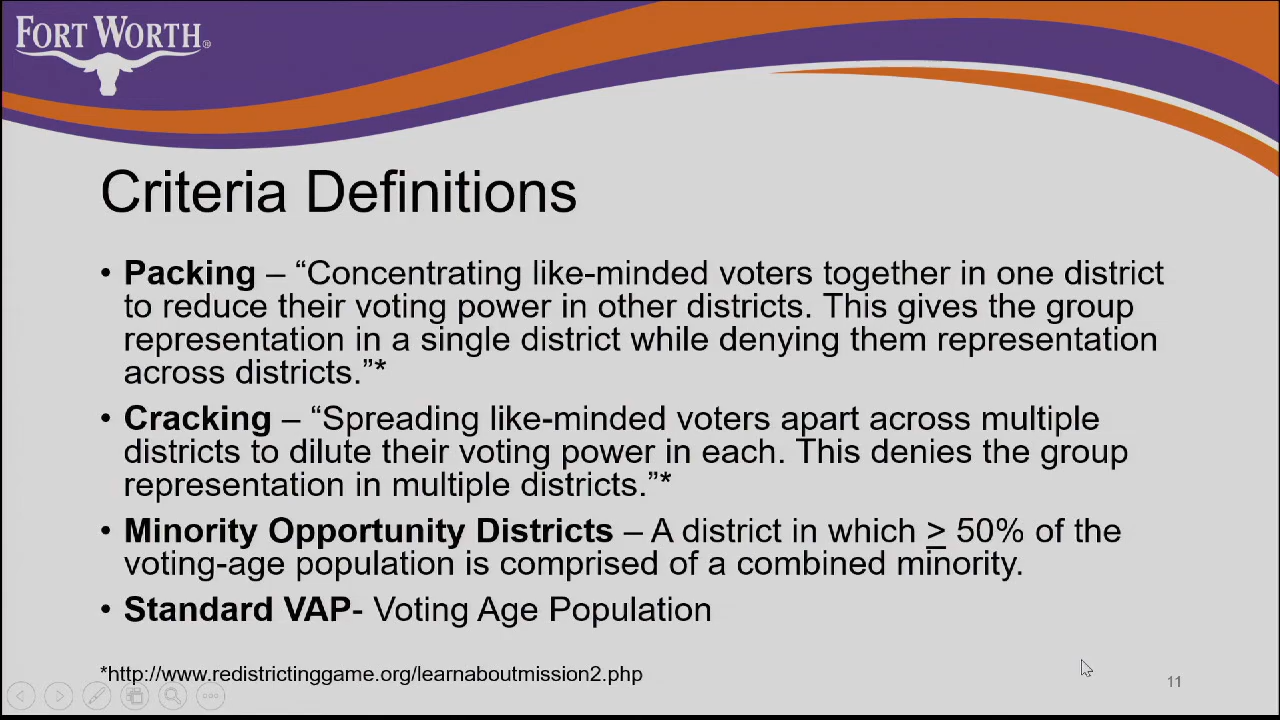 FORT WORTH®
Criteria Definitions
• Packing – “Concentrating like-minded voters together in one district
to reduce their voting power in other districts. This gives the group
representation in a single district while denying them representation
across districts.”*
• Cracking – “Spreading like-minded voters apart across multiple
districts to dilute their voting power in each. This denies the group
representation in multiple districts.”*
• Minority Opportunity Districts – A district in which > 50% of the
voting-age population is comprised of a combined minority.
• Standard VAP- Voting Age Population
*http://www.redistrictinggame.org/learnaboutmission2.php
11